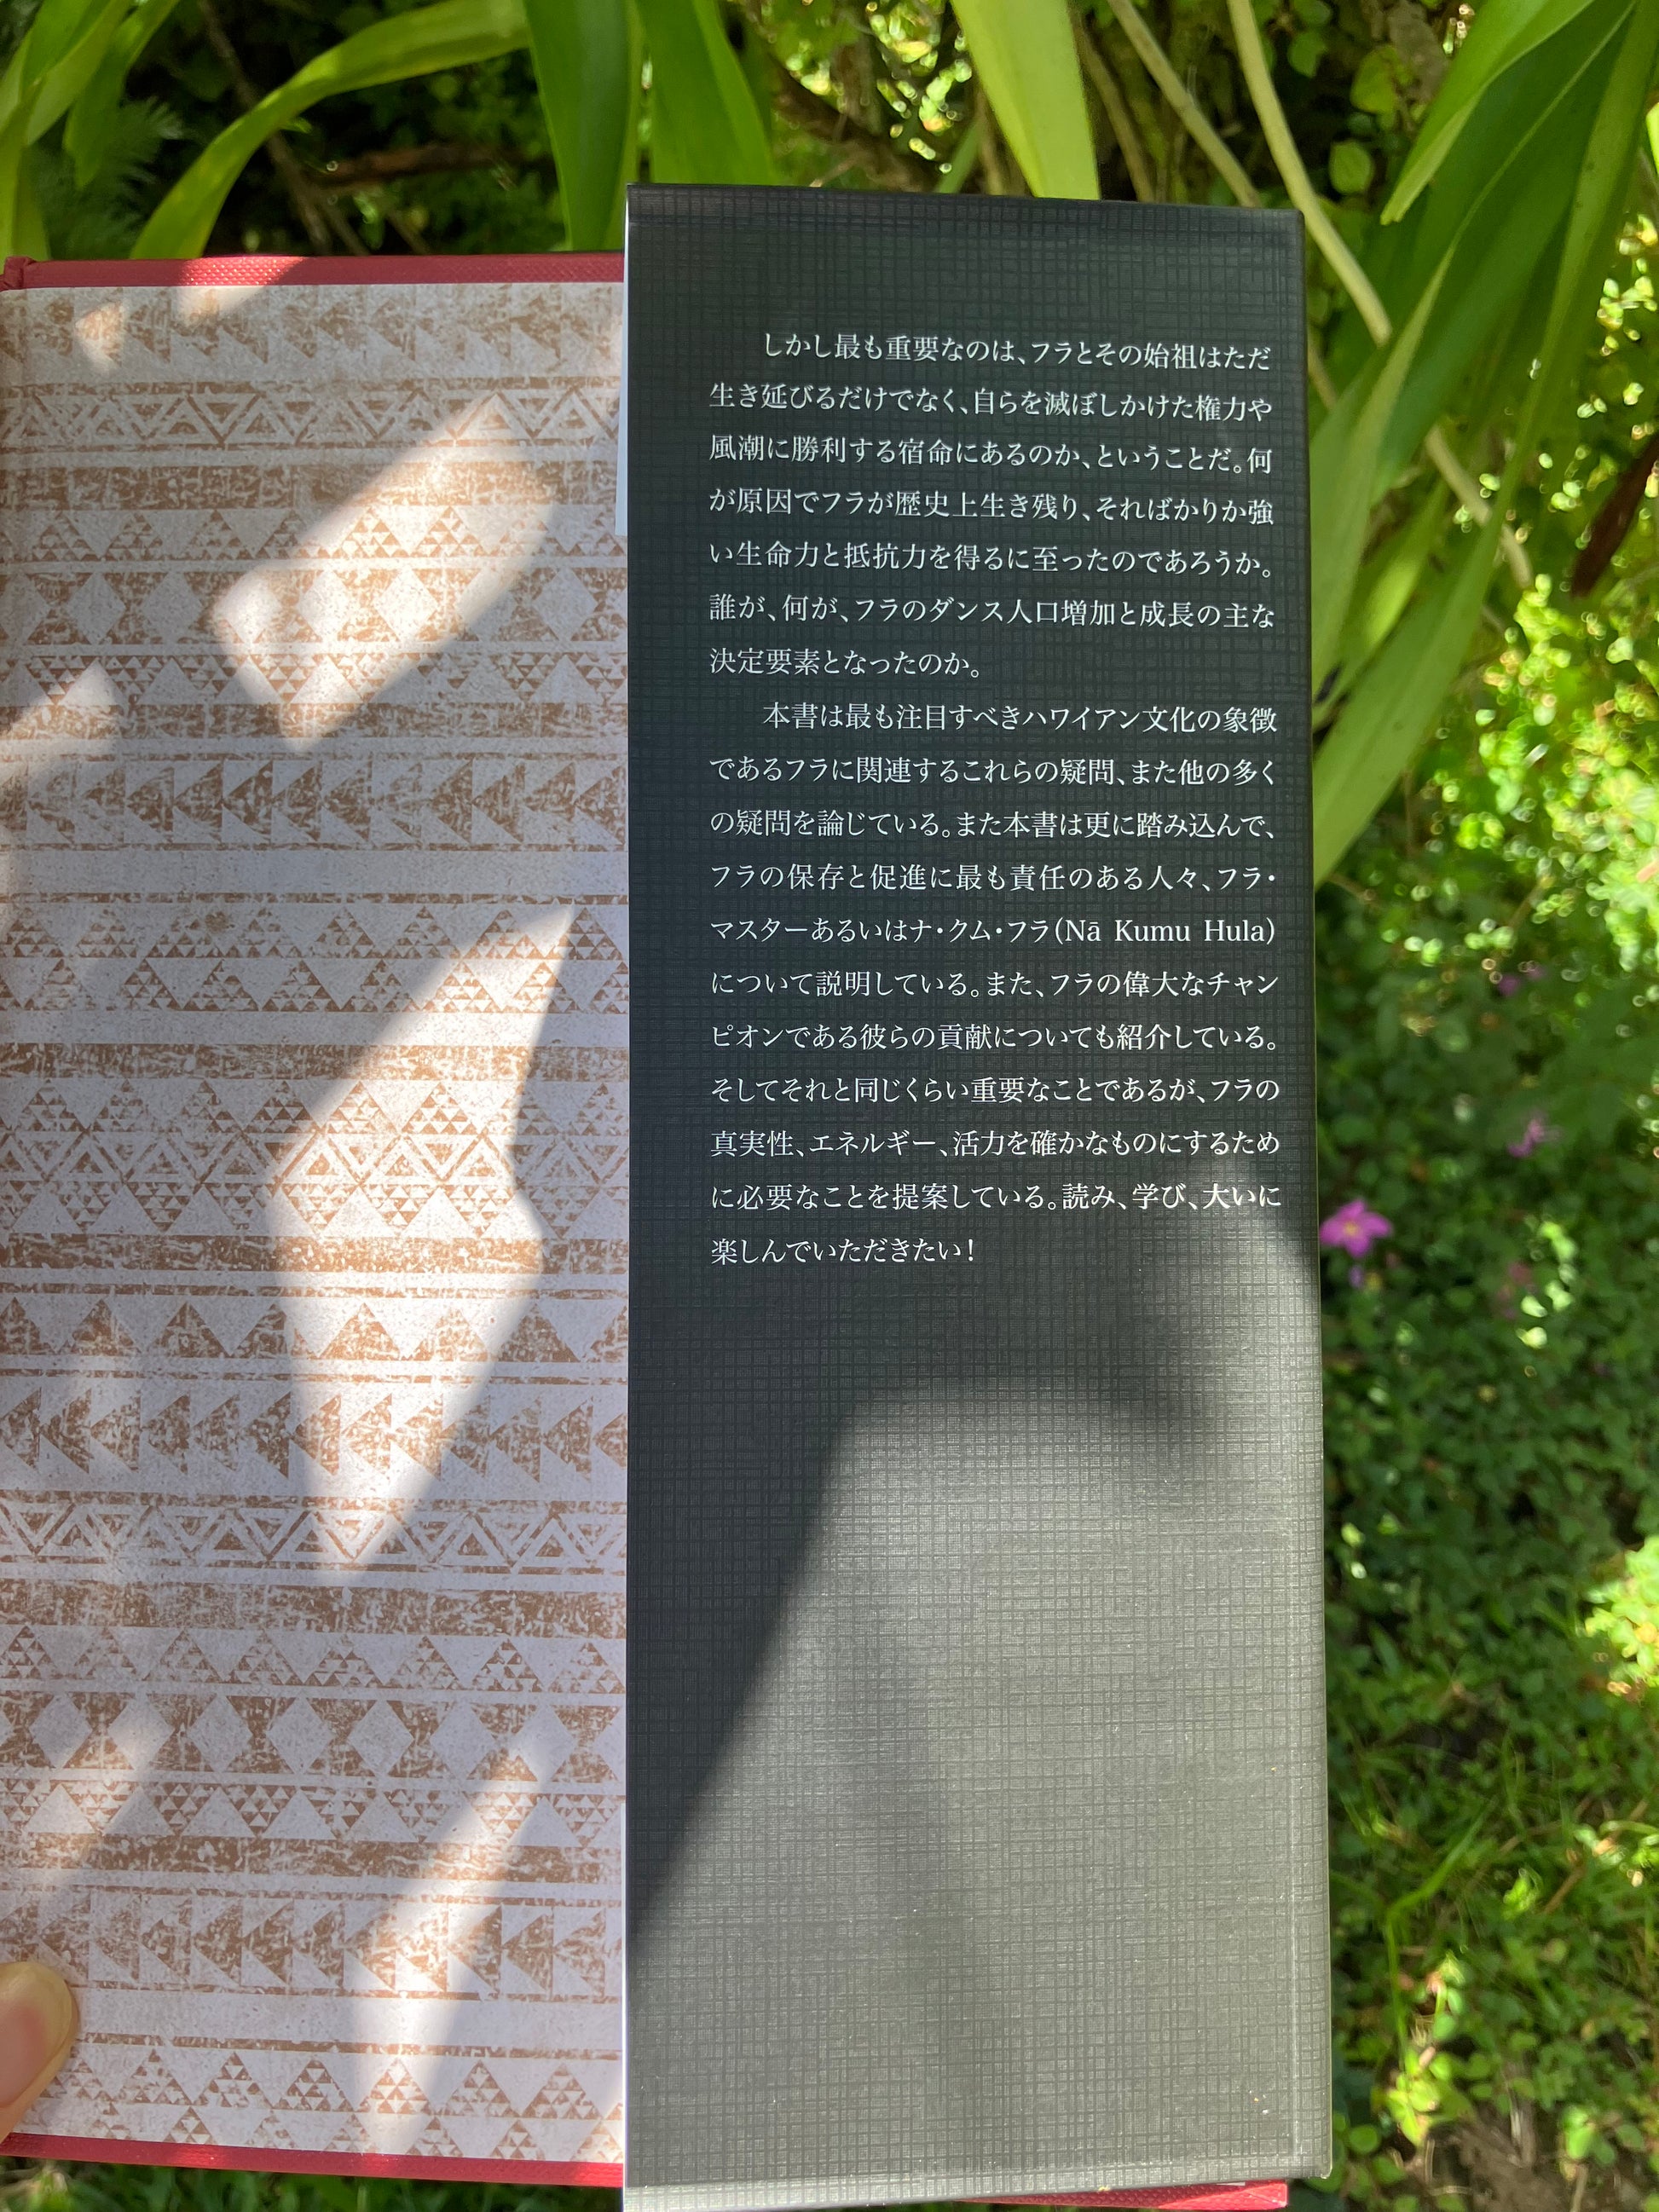 しかし最も重要なのは、フラとその始祖はただ
生き延びるだけでなく、自らを滅ぼしかけた権力や
風潮に勝利する宿命にあるのか、ということだ。何
が原因でフラが歴史上生き残り、そればかりか強
い生命力と抵抗力を得るに至ったのであろうか。
誰が、何が、フラのダンス人口増加と成長の主な
決定要素となったのか。
本書は最も注目すべきハワイアン文化の象徴
であるフラに関連するこれらの疑問、また他の多く
の疑問を論じている。また本書は更に踏み込んで、
フラの保存と促進に最も責任のある人々、フラ・
マスターあるいはナ・クム・フラ(Nā Kumu Hula)
について説明している。また、フラの偉大なチャン
ピオンである彼らの貢献についても紹介している。
そしてそれと同じくらい重要なことであるが、フラの
真実性、エネルギー、活力を確かなものにするため
に必要なことを提案している。読み、学び、大いに
楽しんでいただきたい！